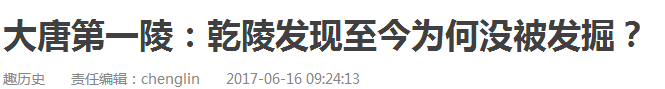 大唐第一陵：乾陵发现至今为何没被发掘？
趣历史 责任编辑：chenglin 2017-06-16 09:24:13